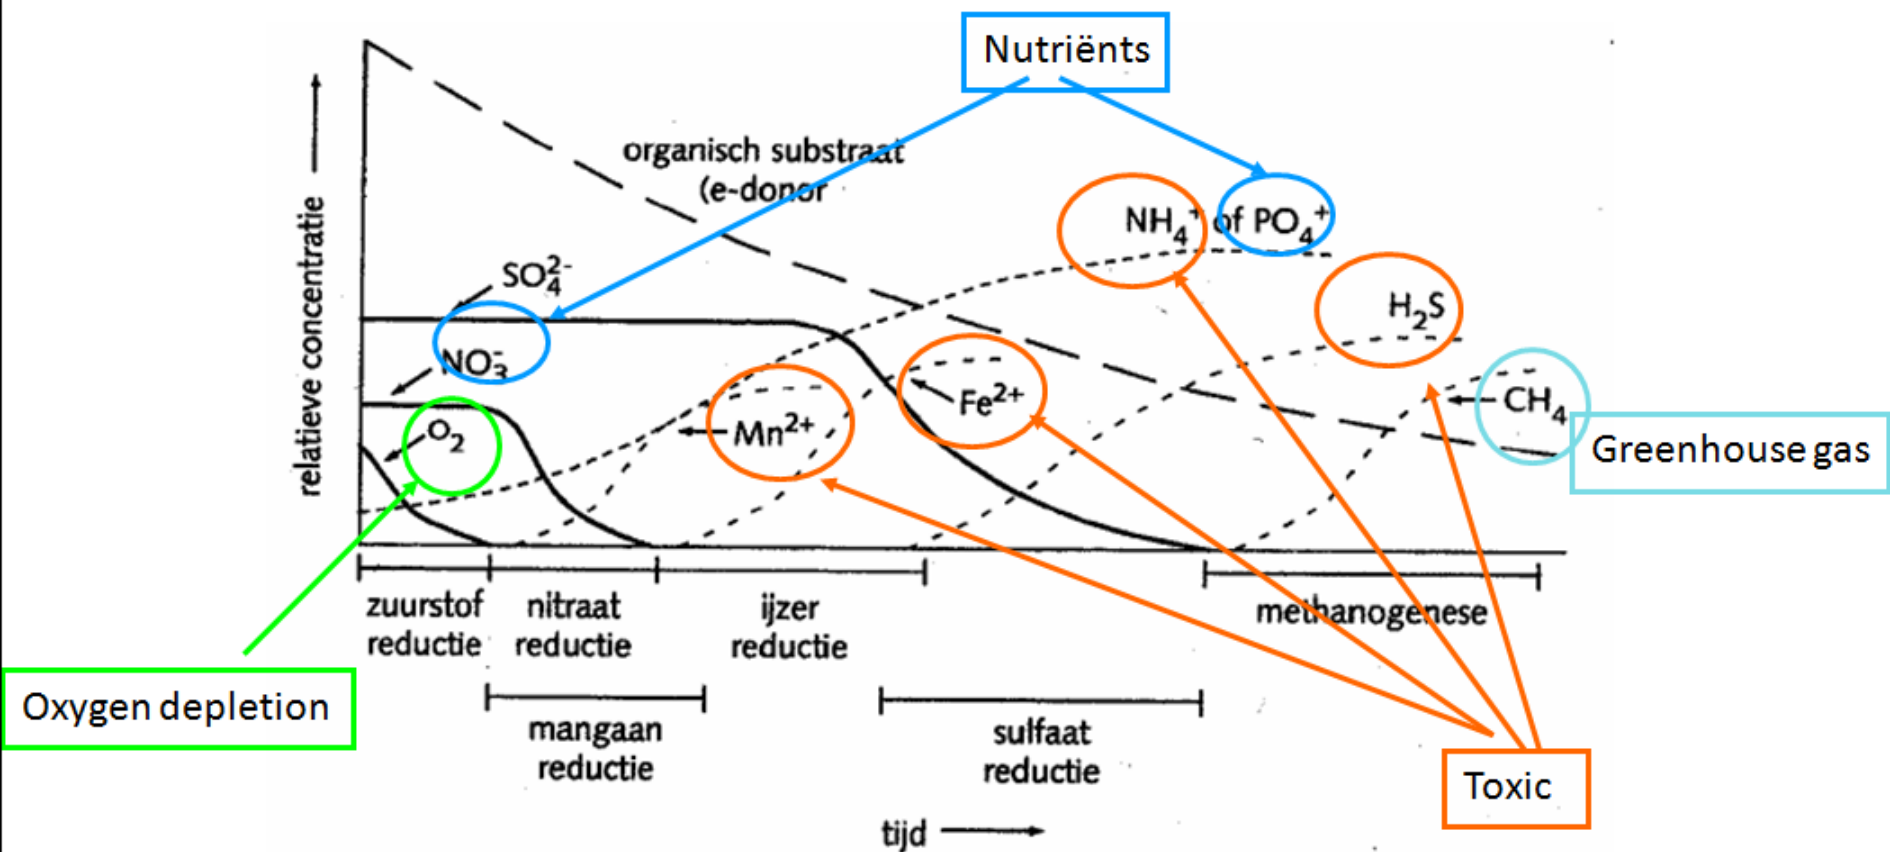 Nutriënts
organisch substraat
(e-donor
relatieve concentratie
NH₄⁺ of PO₄⁺
SO₄²⁻
H₂S
NO₃⁻
O₂
Mn²⁺
Fe²⁺
CH₄
Greenhouse gas
zuurstof
reductie
nitraat
reductie
ijzer
reductie
methanogenese
Oxygen depletion
mangaan
reductie
sulfaat
reductie
Toxic
tijd